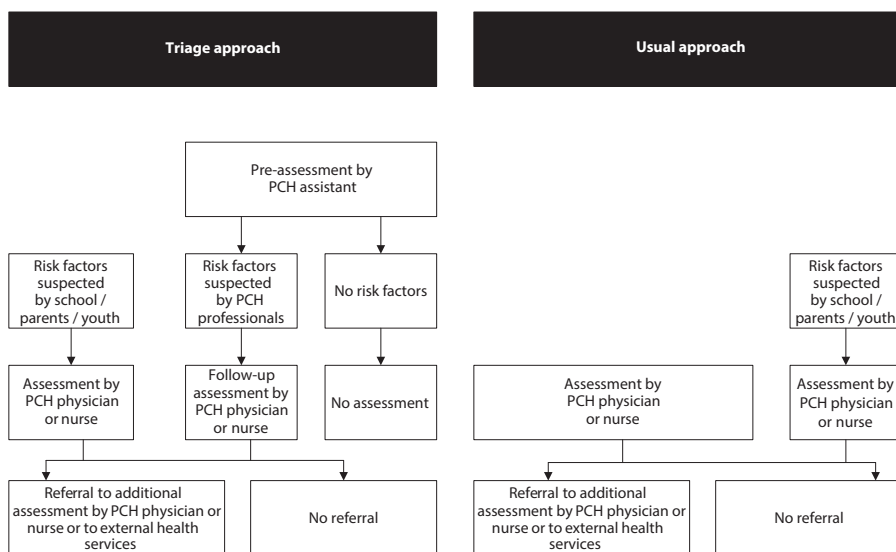 Triage approach
Usual approach
Pre-assessment by
PCH assistant
Risk factors
suspected
by school /
parents / youth
Risk factors
suspected
by PCH
professionals
No risk factors
Risk factors
suspected
by school /
parents / youth
Assessment by
PCH physician
or nurse
Follow-up
assessment by
PCH physician
or nurse
No assessment
Assessment by
PCH physician
or nurse
Assessment by
PCH physician
or nurse
Referral to additional
assessment by PCH physician or
nurse or to external health
services
No referral
Referral to additional
assessment by PCH physician or
nurse or to external health
services
No referral